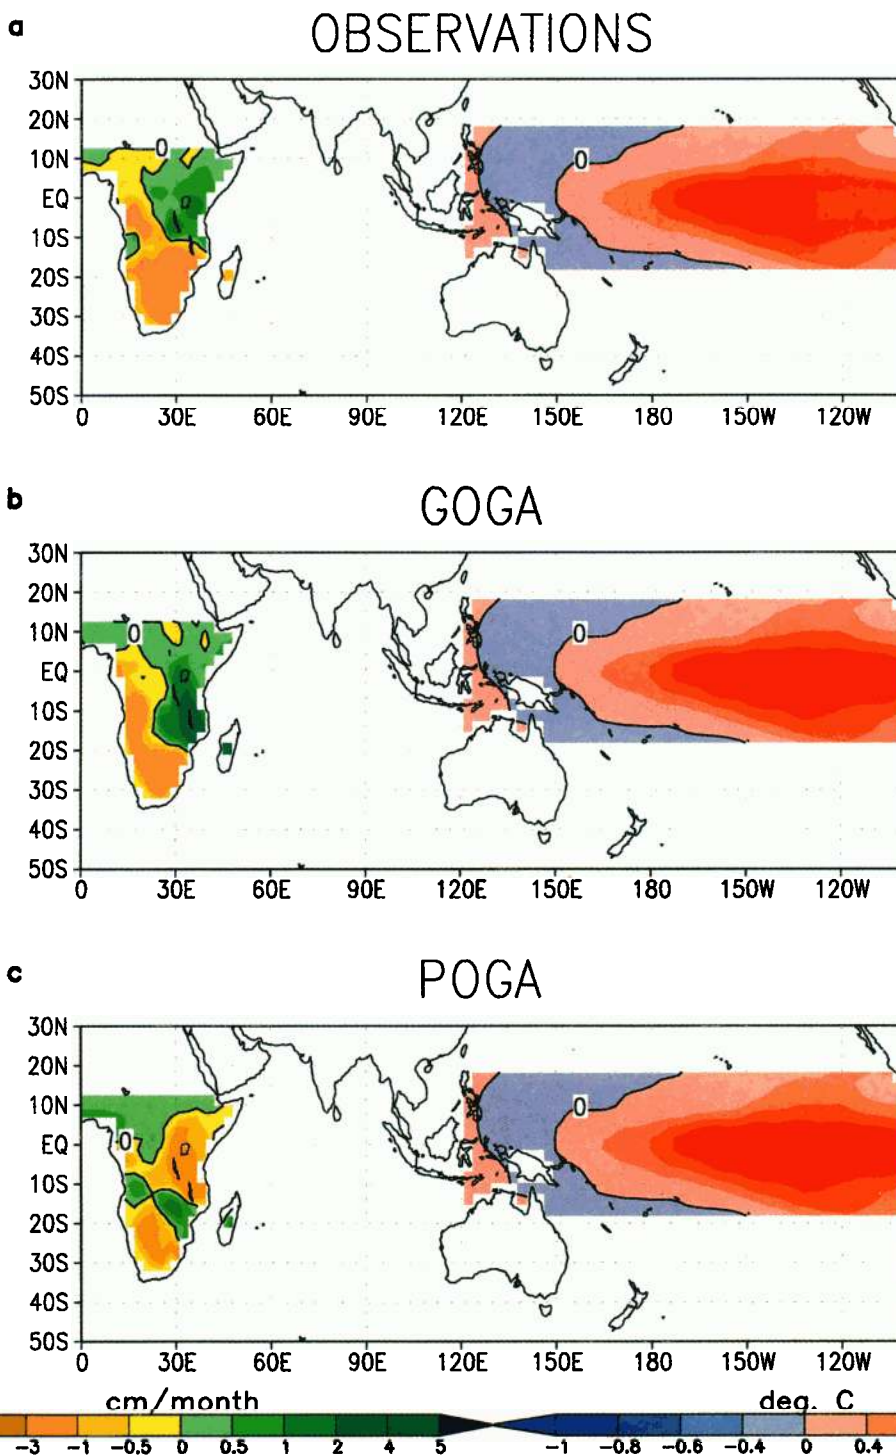 a
OBSERVATIONS
30N
20N
10N
EQ
10S
20S
30S
40S
50S
0
0
0 30E 60E 90E 120E 150E 180 150W 120W
b
GOGA
30N
20N
10N
EQ
10S
20S
30S
40S
50S
0
0
0 30E 60E 90E 120E 150E 180 150W 120W
c
POGA
30N
20N
10N
EQ
10S
20S
30S
40S
50S
0
0
0 30E 60E 90E 120E 150E 180 150W 120W
cm/month deg. C
-3 -1 -0.5 0 0.5 1 2 4 5 -1 -0.8 -0.6 -0.4 0 0.4